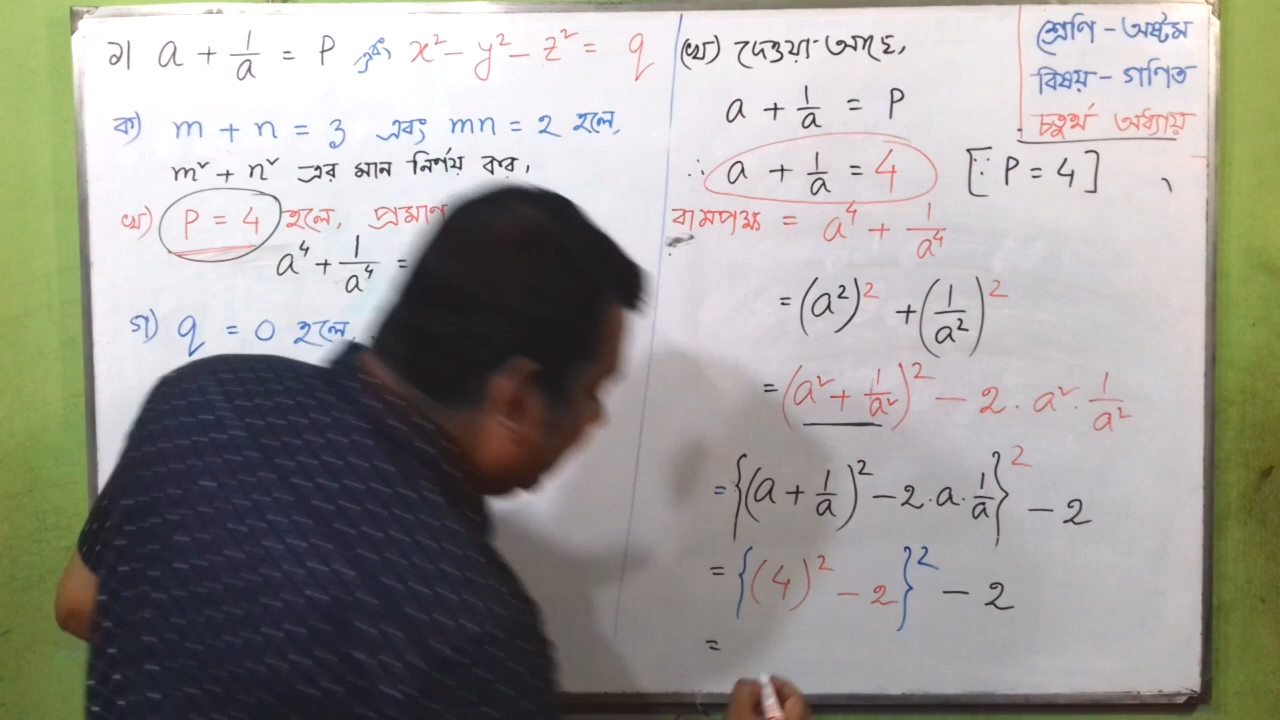 ১। a + 1/a = P এবং x² - y² - z² = q
ক) m + n = 3 এবং mn = 2 হলে,
m² + n² এর মান নির্ণয় কর,
খ) P = 4 হলে, প্রমাণ
a⁴ + 1/a⁴ =
গ) q = 0 হলে,
(খ) দেওয়া আছে,
a + 1/a = P
∴ a + 1/a = 4 [∵ P = 4]
বামপক্ষ = a⁴ + 1/a⁴
= (a²)² + (1/a²)²
= (a² + 1/a²)² - 2 . a² . 1/a²
= {(a + 1/a)² - 2 . a . 1/a}² - 2
= {(4)² - 2}² - 2
=
শ্রেণি - অষ্টম
বিষয় - গণিত
চতুর্থ অধ্যায়